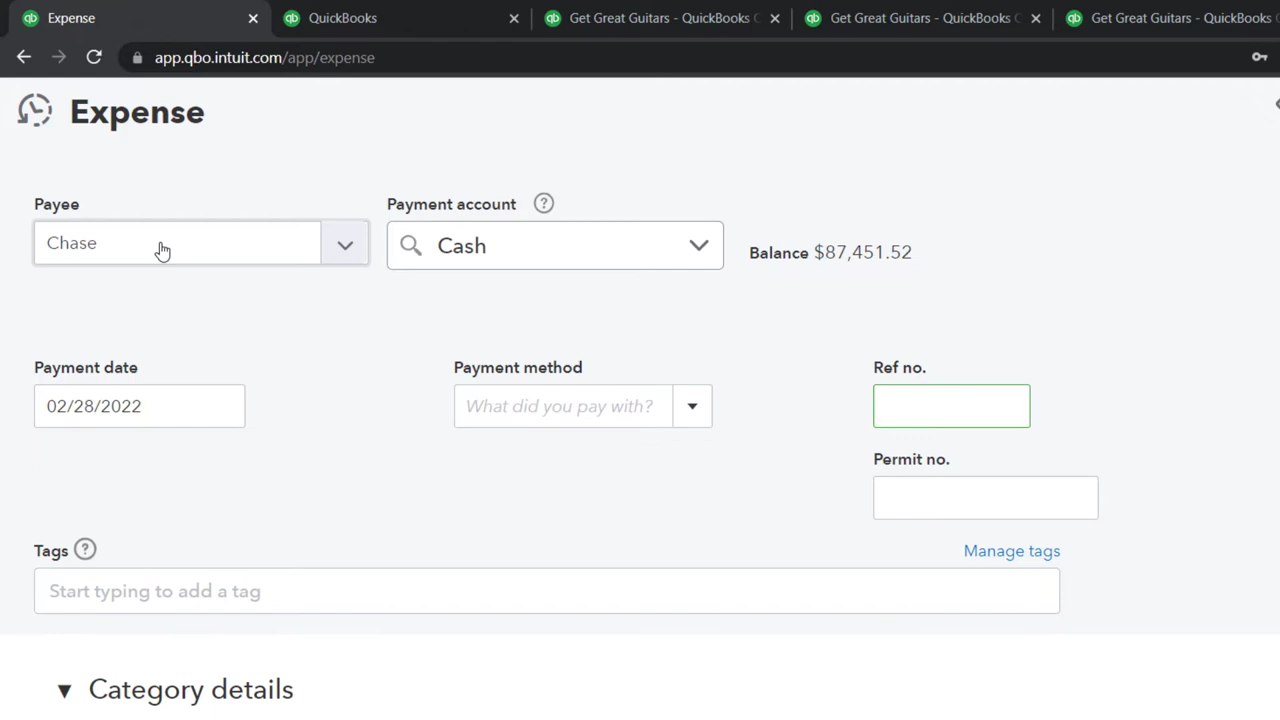 Expense
QuickBooks
Get Great Guitars - QuickBooks
Get Great Guitars - QuickBooks
Get Great Guitars - QuickBooks
app.qbo.intuit.com/app/expense
Expense
Payee
Payment account
Chase
Cash
Balance $87,451.52
Payment date
Payment method
Ref no.
02/28/2022
What did you pay with?
Permit no.
Tags
Manage tags
Start typing to add a tag
Category details